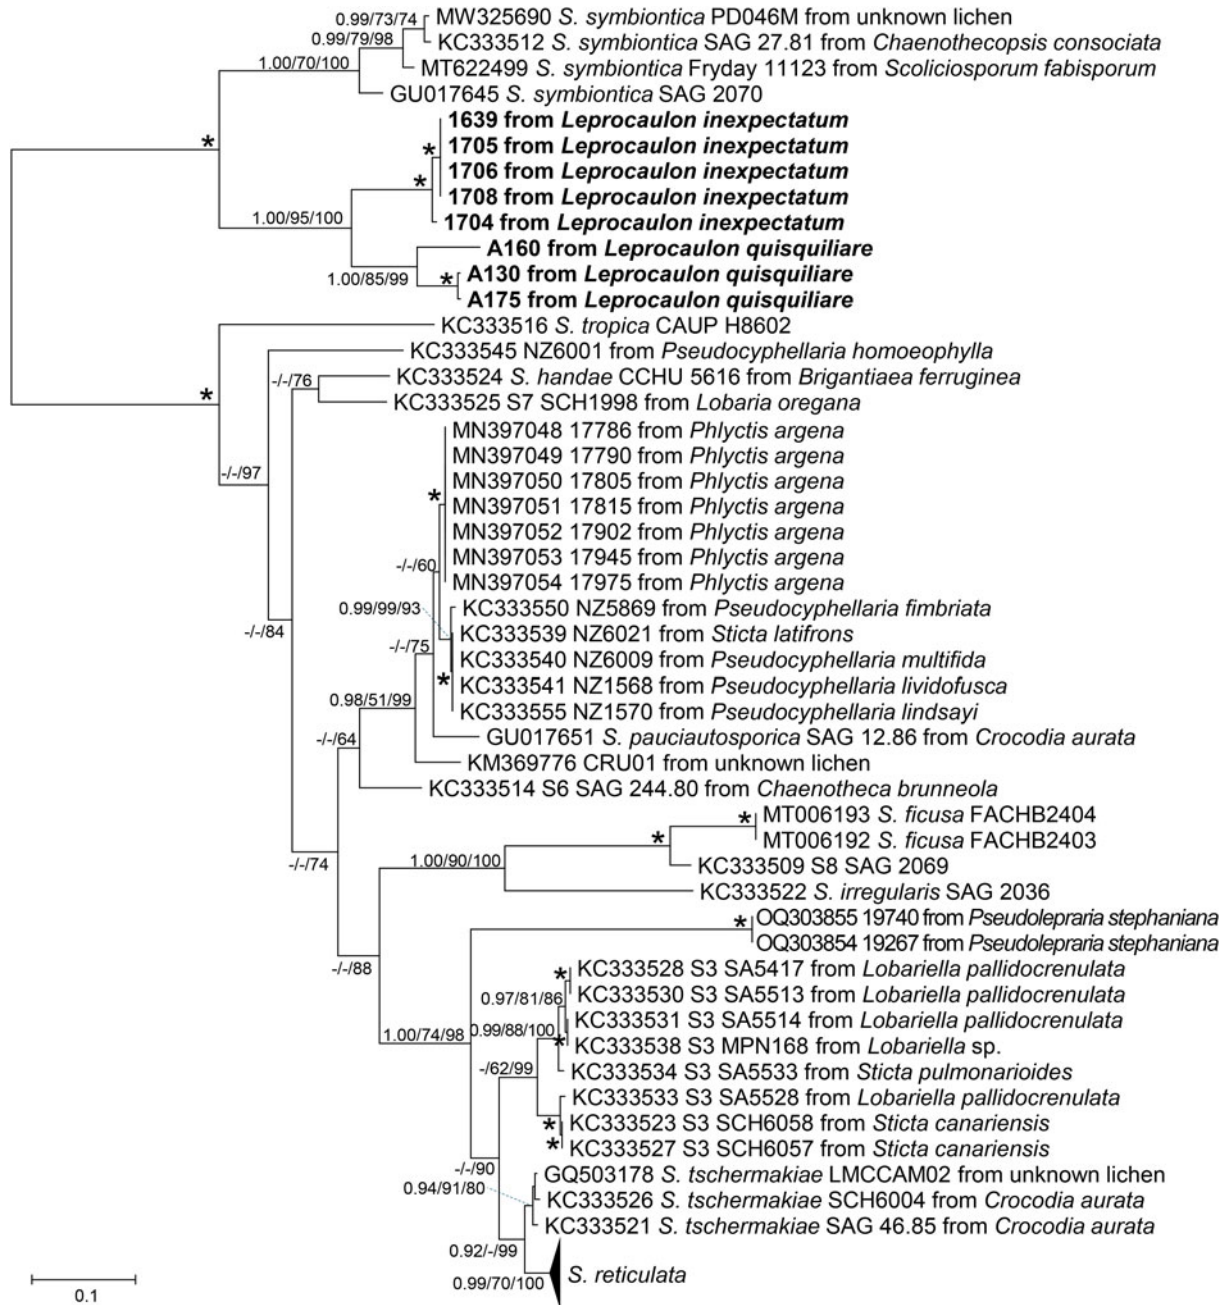 0.99/73/74
MW325690 S. symbiontica PD046M from unknown lichen
0.99/79/98
KC333512 S. symbiontica SAG 27.81 from Chaenothecopsis consociata
1.00/70/100
MT622499 S. symbiontica Fryday 11123 from Scoliciosporum fabisporum
GU017645 S. symbiontica SAG 2070
1639 from Leprocaulon inexpectatum
*
*
1705 from Leprocaulon inexpectatum
1706 from Leprocaulon inexpectatum
*
1708 from Leprocaulon inexpectatum
1.00/95/100
1704 from Leprocaulon inexpectatum
A160 from Leprocaulon quisquiliare
1.00/85/99
*
A130 from Leprocaulon quisquiliare
A175 from Leprocaulon quisquiliare
KC333516 S. tropica CAUP H8602
KC333545 NZ6001 from Pseudocyphellaria homoeophylla
*
-/-/76
KC333524 S. handae CCHU 5616 from Brigantiaea ferruginea
KC333525 S7 SCH1998 from Lobaria oregana
MN397048 17786 from Phlyctis argena
MN397049 17790 from Phlyctis argena
-/-/97
MN397050 17805 from Phlyctis argena
*
MN397051 17815 from Phlyctis argena
MN397052 17902 from Phlyctis argena
MN397053 17945 from Phlyctis argena
-/-/60
MN397054 17975 from Phlyctis argena
0.99/99/93
KC333550 NZ5869 from Pseudocyphellaria fimbriata
-/-/84
KC333539 NZ6021 from Sticta latifrons
-/-/75
KC333540 NZ6009 from Pseudocyphellaria multifida
*
KC333541 NZ1568 from Pseudocyphellaria lividofusca
0.98/51/99
KC333555 NZ1570 from Pseudocyphellaria lindsayi
-/-/64
GU017651 S. pauciautosporica SAG 12.86 from Crocodia aurata
KM369776 CRU01 from unknown lichen
KC333514 S6 SAG 244.80 from Chaenotheca brunneola
*
MT006193 S. ficusa FACHB2404
*
MT006192 S. ficusa FACHB2403
-/-/74
1.00/90/100
KC333509 S8 SAG 2069
KC333522 S. irregularis SAG 2036
*
OQ303855 19740 from Pseudolepraria stephaniana
OQ303854 19267 from Pseudolepraria stephaniana
-/-/88
*
KC333528 S3 SA5417 from Lobariella pallidocrenulata
0.97/81/86
KC333530 S3 SA5513 from Lobariella pallidocrenulata
1.00/74/98
0.99/88/100
KC333531 S3 SA5514 from Lobariella pallidocrenulata
*
KC333538 S3 MPN168 from Lobariella sp.
-/62/99
KC333534 S3 SA5533 from Sticta pulmonarioides
KC333533 S3 SA5528 from Lobariella pallidocrenulata
*
KC333523 S3 SCH6058 from Sticta canariensis
*
KC333527 S3 SCH6057 from Sticta canariensis
-/-/90
GQ503178 S. tschermakiae LMCCAM02 from unknown lichen
0.94/91/80
KC333526 S. tschermakiae SCH6004 from Crocodia aurata
KC333521 S. tschermakiae SAG 46.85 from Crocodia aurata
0.92/-/99
0.99/70/100
S. reticulata
0.1